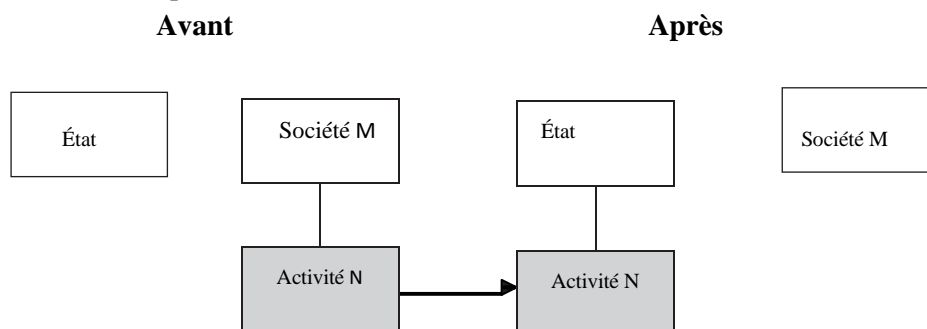 Avant Après
État Société M État Société M
Activité N Activité N